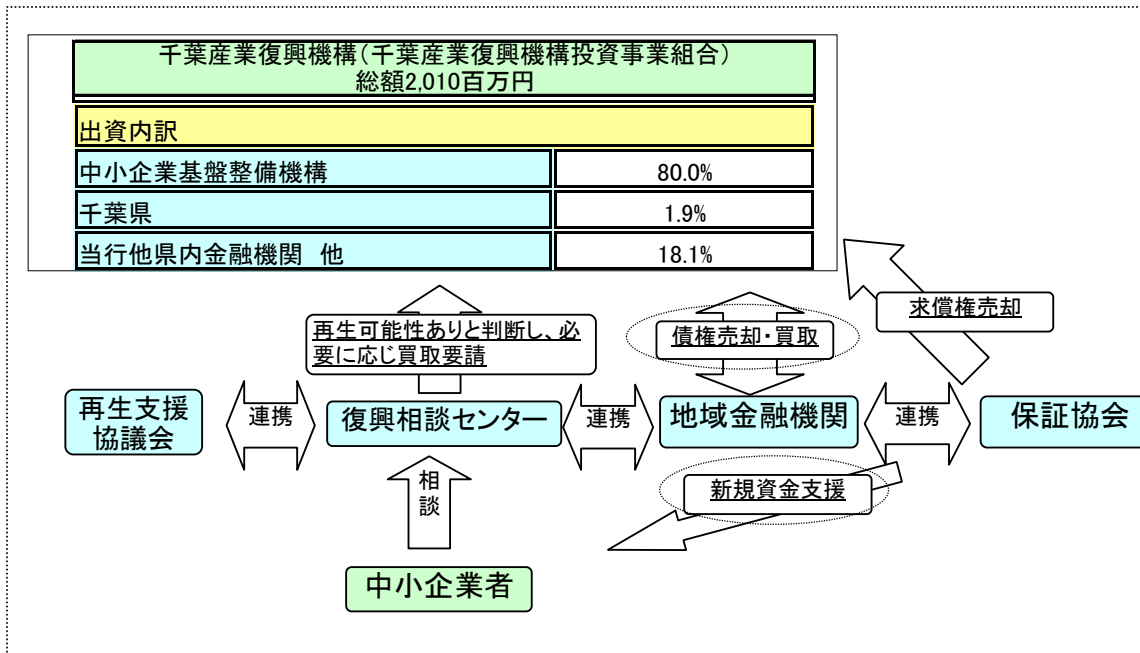 千葉産業復興機構(千葉産業復興機構投資事業組合)
総額2,010百万円
出資内訳
中小企業基盤整備機構 80.0%
千葉県 1.9%
当行他県内金融機関 他 18.1%
求償権売却
再生可能性ありと判断し、必
要に応じ買取要請
債権売却・買取
再生支援
協議会
連携
復興相談センター
連携
地域金融機関
連携
保証協会
相談
新規資金支援
中小企業者